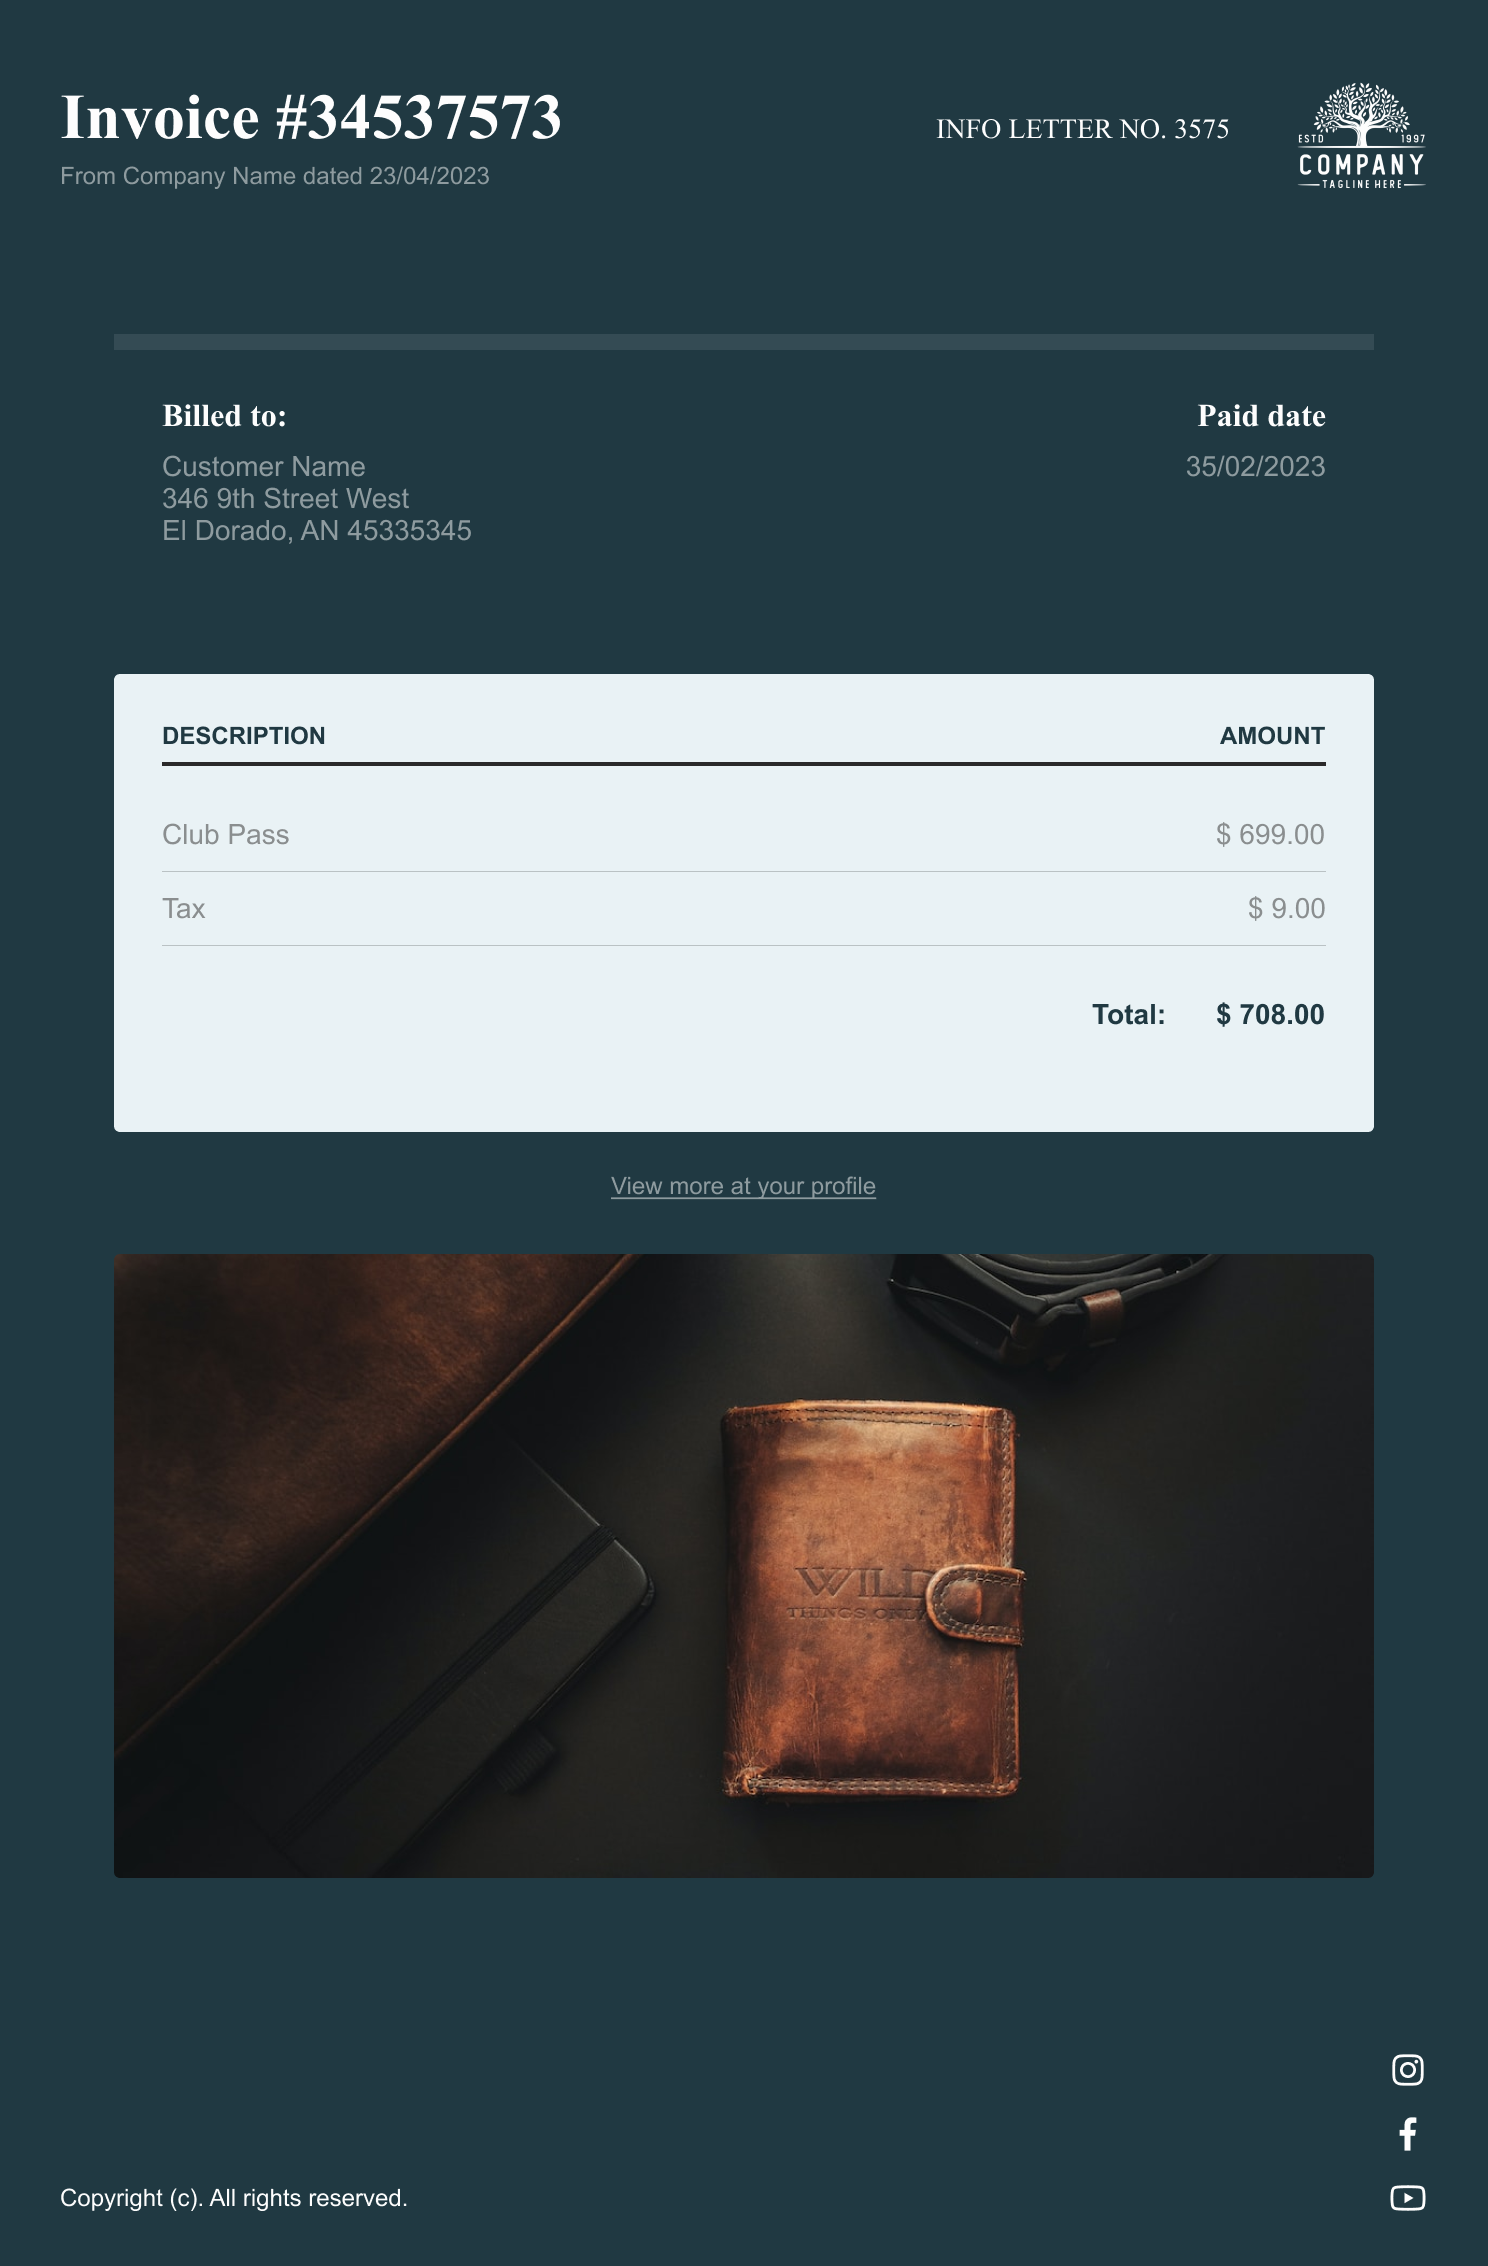 Invoice #34537573
From Company Name dated 23/04/2023
INFO LETTER NO. 3575
ESTD 1997
COMPANY
TAGLINE HERE
Billed to:
Customer Name
346 9th Street West
El Dorado, AN 45335345
Paid date
35/02/2023
DESCRIPTION AMOUNT
Club Pass $ 699.00
Tax $ 9.00
Total: $ 708.00
View more at your profile
WILD
THINGS ONL
Copyright (c). All rights reserved.